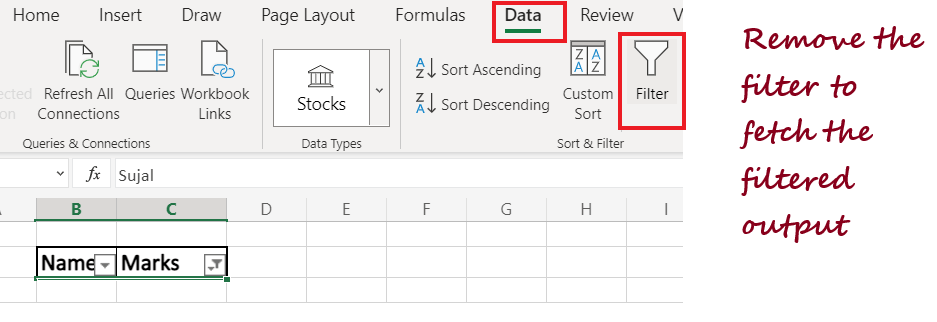 Home Insert Draw Page Layout Formulas Data Review V
Refresh All Connections
Queries
Workbook Links
Queries & Connections
Stocks
Data Types
Sort Ascending
Sort Descending
Custom Sort
Filter
Sort & Filter
fx Sujal
B C D E F G H I
Name Marks
Remove the
filter to
fetch the
filtered
output